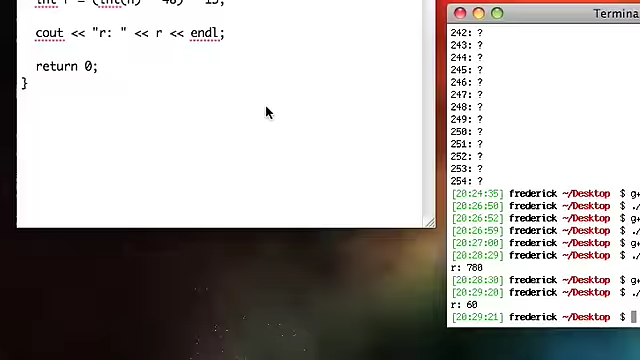 cout << "r: " << r << endl;
return 0;
}
Termina
242: ?
243: ?
244: ?
245: ?
246: ?
247: ?
248: ?
249: ?
250: ?
251: ?
252: ?
253: ?
254: ?
[20:24:35] frederick ~/Desktop $ g+
[20:26:50] frederick ~/Desktop $ ./
[20:26:52] frederick ~/Desktop $ g+
[20:26:59] frederick ~/Desktop $ ./
[20:27:00] frederick ~/Desktop $ g+
[20:28:29] frederick ~/Desktop $ ./
r: 780
[20:28:30] frederick ~/Desktop $ g+
[20:29:20] frederick ~/Desktop $ ./
r: 60
[20:29:21] frederick ~/Desktop $